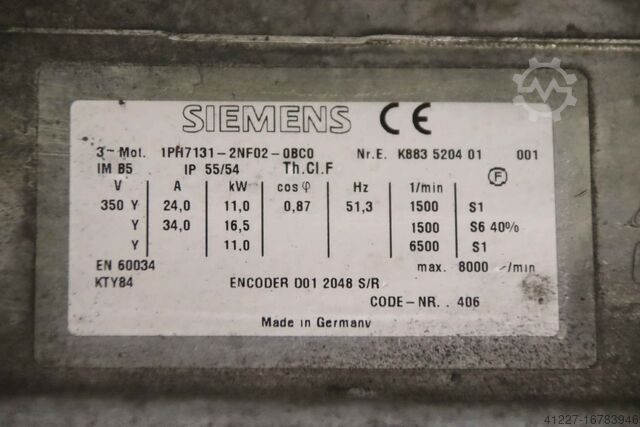 SIEMENS CE
3~Mot. 1PH7131-2NF02-0BC0 Nr.E. K883 5204 01 001
IM B5 IP 55/54 Th.Cl.F F
V A kW cos φ Hz 1/min
350 Y 24,0 11,0 0,87 51,3 1500 S1
Y 34,0 16,5 1500 S6 40%
Y 11.0 6500 S1
EN 60034 max. 8000 /min
KTY84 ENCODER D01 2048 S/R
CODE-NR. . 406
Made in Germany
41227-16783946